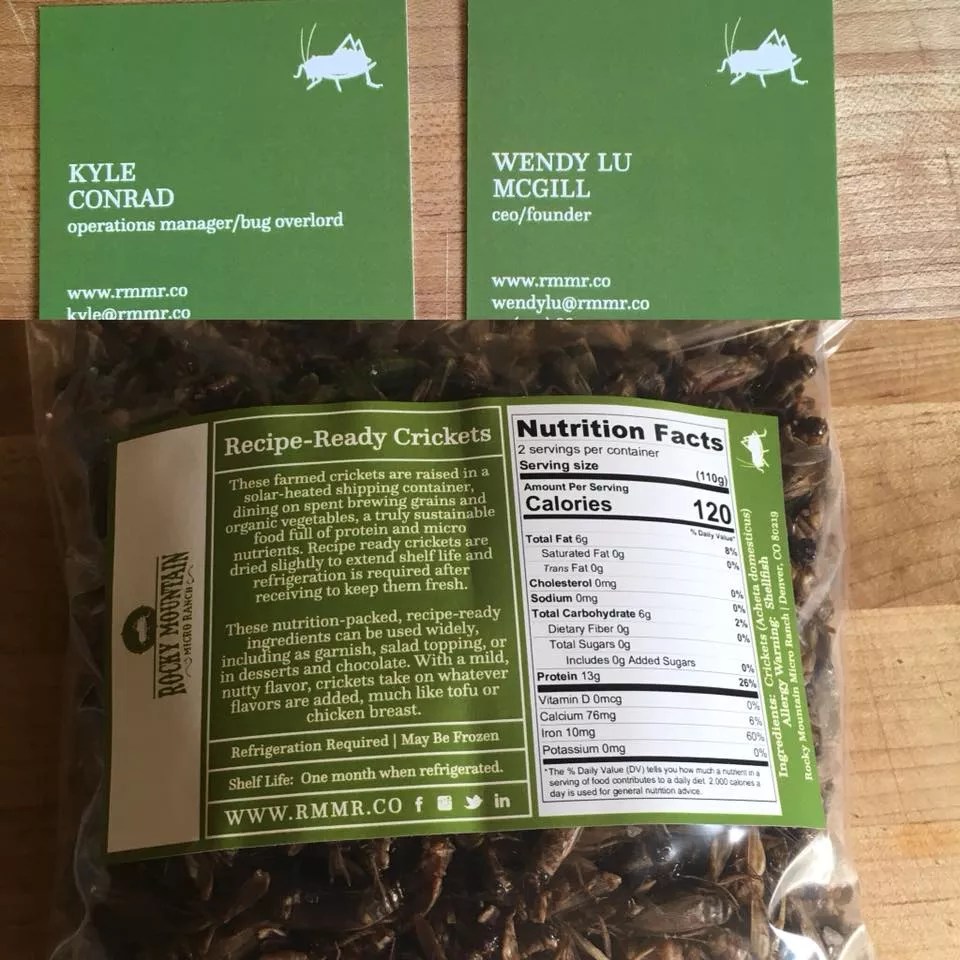 KYLE
CONRAD
operations manager/bug overlord
www.rmmr.co
kyle@rmmr.co
WENDY LU
MCGILL
ceo/founder
www.rmmr.co
wendylu@rmmr.co
ROCKY MOUNTAIN
MICRO RANCH
Recipe-Ready Crickets
These farmed crickets are raised in a
solar-heated shipping container,
dining on spent brewing grains and
organic vegetables, a truly sustainable
food full of protein and micro
nutrients. Recipe ready crickets are
dried slightly to extend shelf life and
refrigeration is required after
receiving to keep them fresh.
These nutrition-packed, recipe-ready
ingredients can be used widely,
including as garnish, salad topping, or
in desserts and chocolate. With a mild,
nutty flavor, crickets take on whatever
flavors are added, much like tofu or
chicken breast.
Refrigeration Required | May Be Frozen
Shelf Life: One month when refrigerated.
WWW.RMMR.CO f in
Nutrition Facts
2 servings per container
Serving size (110g)
Amount Per Serving
Calories 120
% Daily Value*
Total Fat 6g 8%
Saturated Fat 0g 0%
Trans Fat 0g
Cholesterol 0mg 0%
Sodium 0mg 0%
Total Carbohydrate 6g 2%
Dietary Fiber 0g 0%
Total Sugars 0g
Includes 0g Added Sugars 0%
Protein 13g 26%
Vitamin D 0mcg 0%
Calcium 76mg 6%
Iron 10mg 60%
Potassium 0mg 0%
*The % Daily Value (DV) tells you how much a nutrient in a
serving of food contributes to a daily diet. 2,000 calories a
day is used for general nutrition advice.
Ingredients: Crickets (Acheta domesticus)
Allergy Warning: Shellfish
Rocky Mountain Micro Ranch | Denver, CO 80219